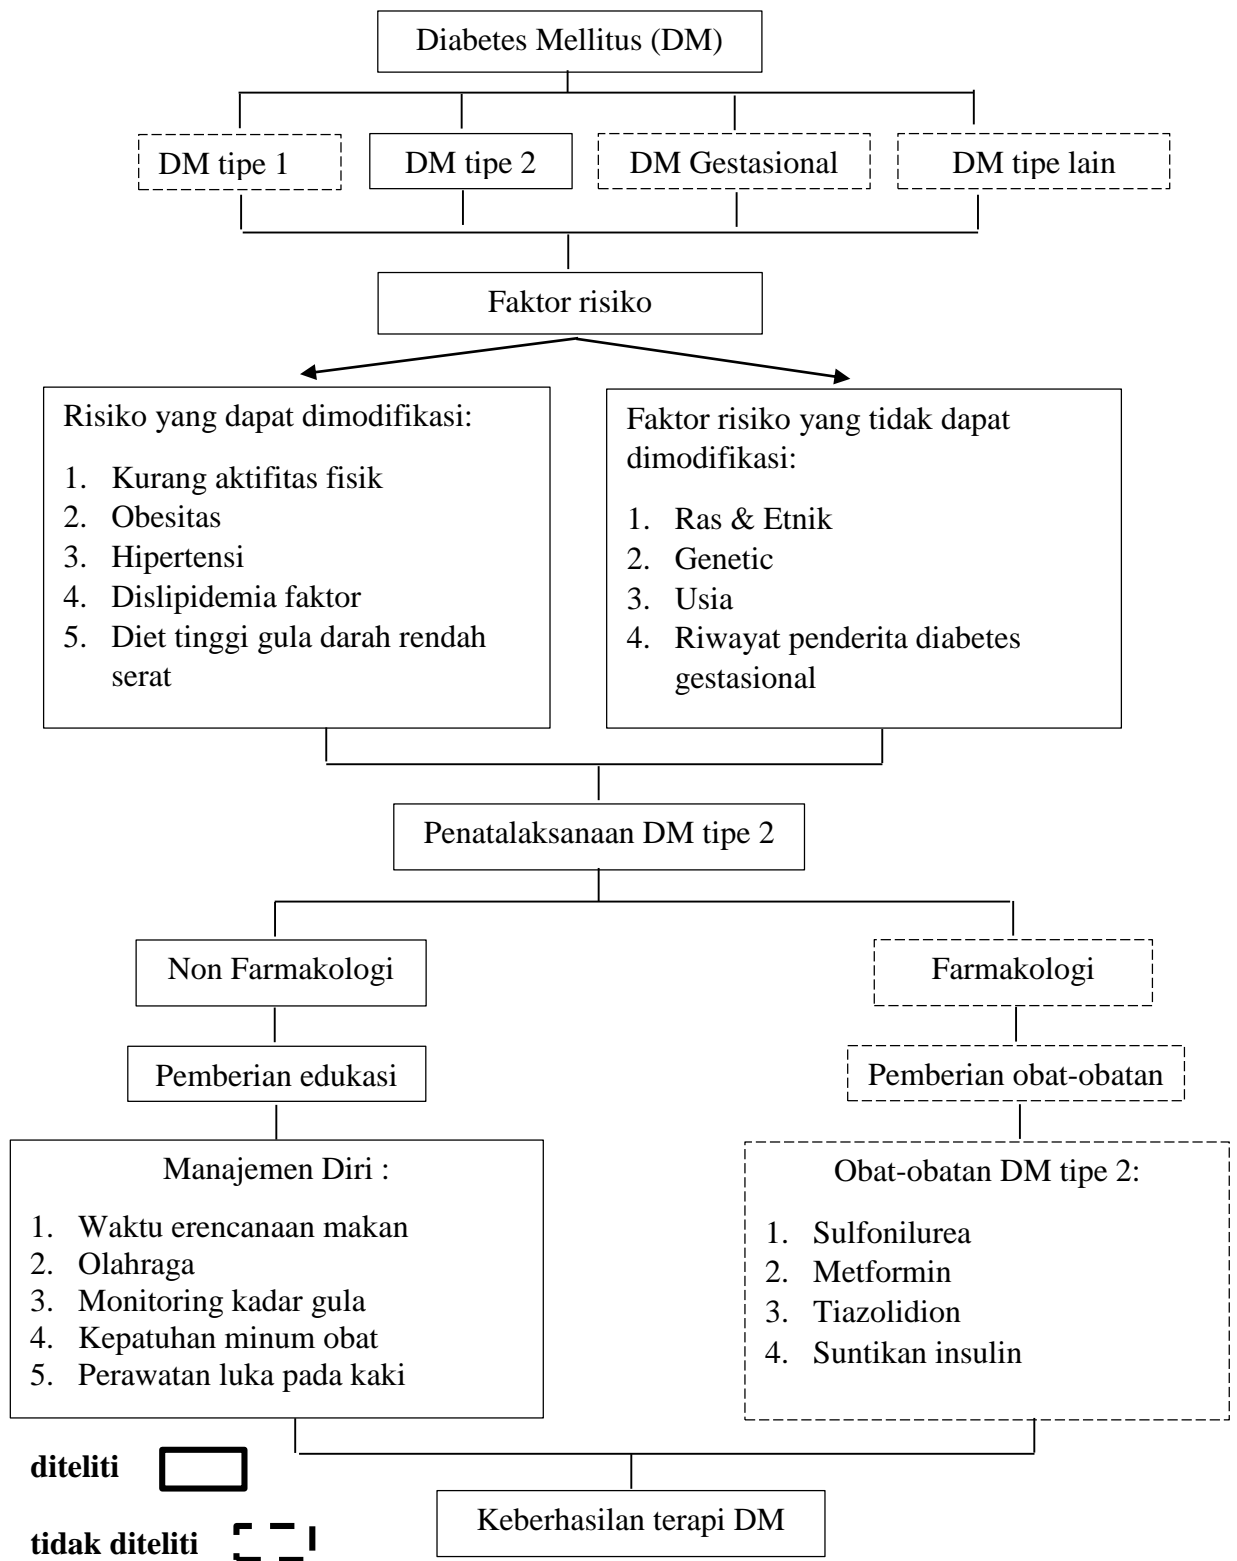 Diabetes Mellitus (DM)
DM tipe 1
DM tipe 2
DM Gestasional
DM tipe lain
Faktor risiko
Risiko yang dapat dimodifikasi:
1. Kurang aktifitas fisik
2. Obesitas
3. Hipertensi
4. Dislipidemia faktor
5. Diet tinggi gula darah rendah
serat
Faktor risiko yang tidak dapat
dimodifikasi:
1. Ras & Etnik
2. Genetic
3. Usia
4. Riwayat penderita diabetes
gestasional
Penatalaksanaan DM tipe 2
Non Farmakologi
Farmakologi
Pemberian edukasi
Pemberian obat-obatan
Manajemen Diri :
1. Waktu erencanaan makan
2. Olahraga
3. Monitoring kadar gula
4. Kepatuhan minum obat
5. Perawatan luka pada kaki
Obat-obatan DM tipe 2:
1. Sulfonilurea
2. Metformin
3. Tiazolidion
4. Suntikan insulin
diteliti
tidak diteliti
Keberhasilan terapi DM